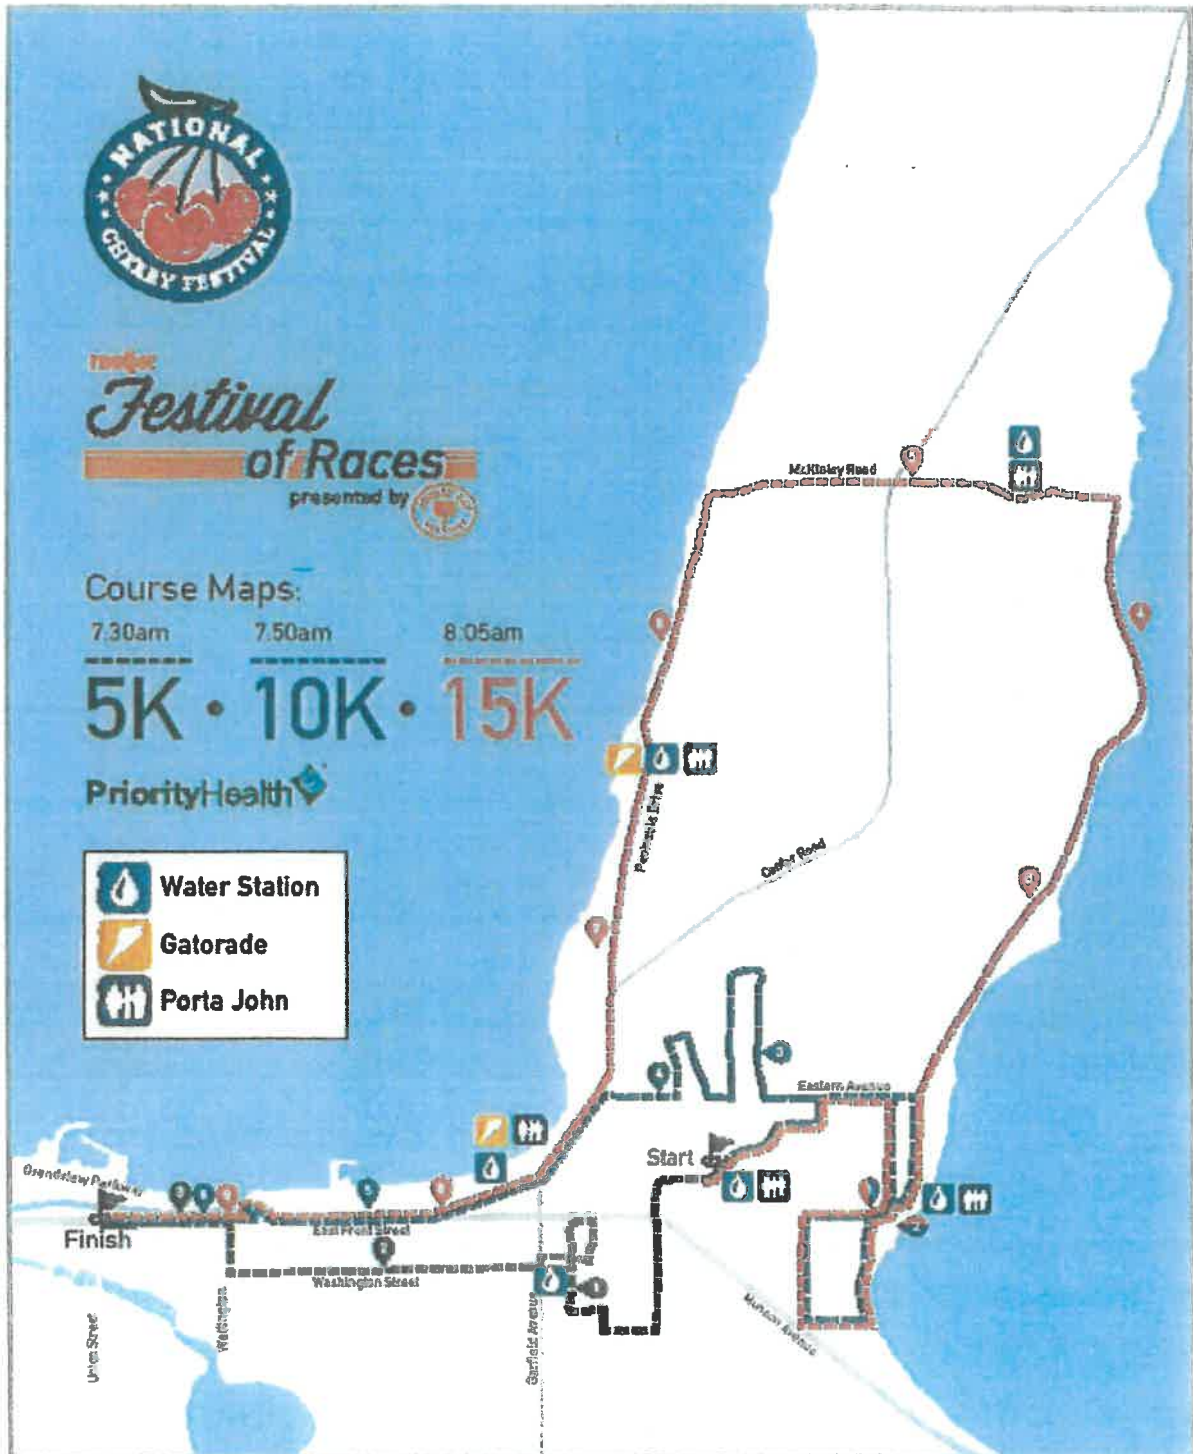 NATIONAL
CHERRY FESTIVAL
meijer
Festival
of Races
presented by
Course Maps:
7:30am 7:50am 8:05am
5K • 10K • 15K
PriorityHealth
Water Station
Gatorade
Porta John
McKinley Road
Peninsula Drive
Center Road
Eastern Avenue
Start
Grandview Parkway
Finish
East Front Street
Washington Street
Munson Avenue
Union Street
Wellington
Garfield Avenue